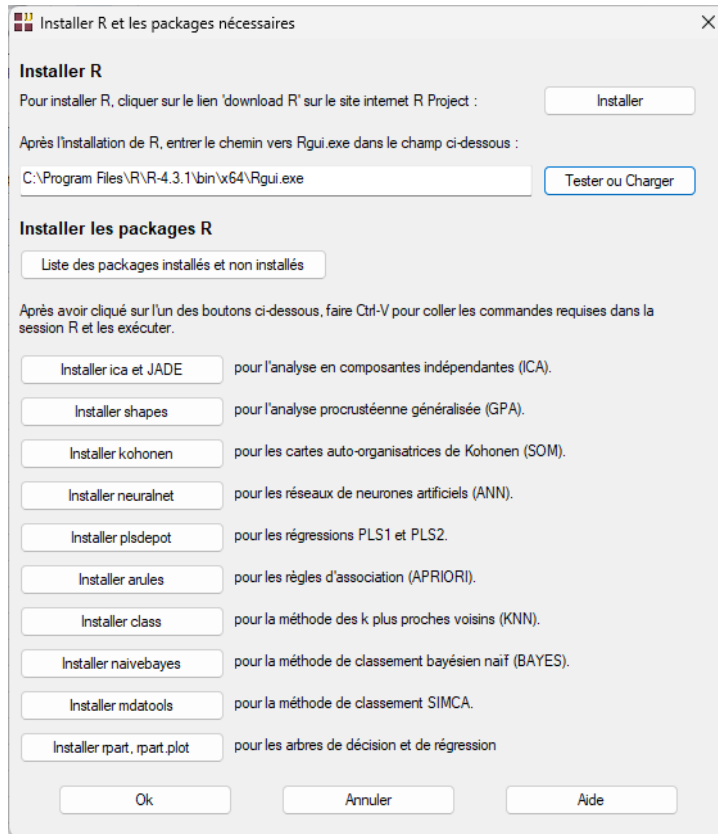 Installer R et les packages nécessaires
Installer R
Pour installer R, cliquer sur le lien 'download R' sur le site internet R Project :
Installer
Après l'installation de R, entrer le chemin vers Rgui.exe dans le champ ci-dessous :
C:\Program Files\R\R-4.3.1\bin\x64\Rgui.exe
Tester ou Charger
Installer les packages R
Liste des packages installés et non installés
Après avoir cliqué sur l'un des boutons ci-dessous, faire Ctrl-V pour coller les commandes requises dans la
session R et les exécuter.
Installer ica et JADE pour l'analyse en composantes indépendantes (ICA).
Installer shapes pour l'analyse procrustéenne généralisée (GPA).
Installer kohonen pour les cartes auto-organisatrices de Kohonen (SOM).
Installer neuralnet pour les réseaux de neurones artificiels (ANN).
Installer plsdepot pour les régressions PLS1 et PLS2.
Installer arules pour les règles d'association (APRIORI).
Installer class pour la méthode des k plus proches voisins (KNN).
Installer naivebayes pour la méthode de classement bayésien naïf (BAYES).
Installer mdatools pour la méthode de classement SIMCA.
Installer rpart, rpart.plot pour les arbres de décision et de régression
Ok Annuler Aide